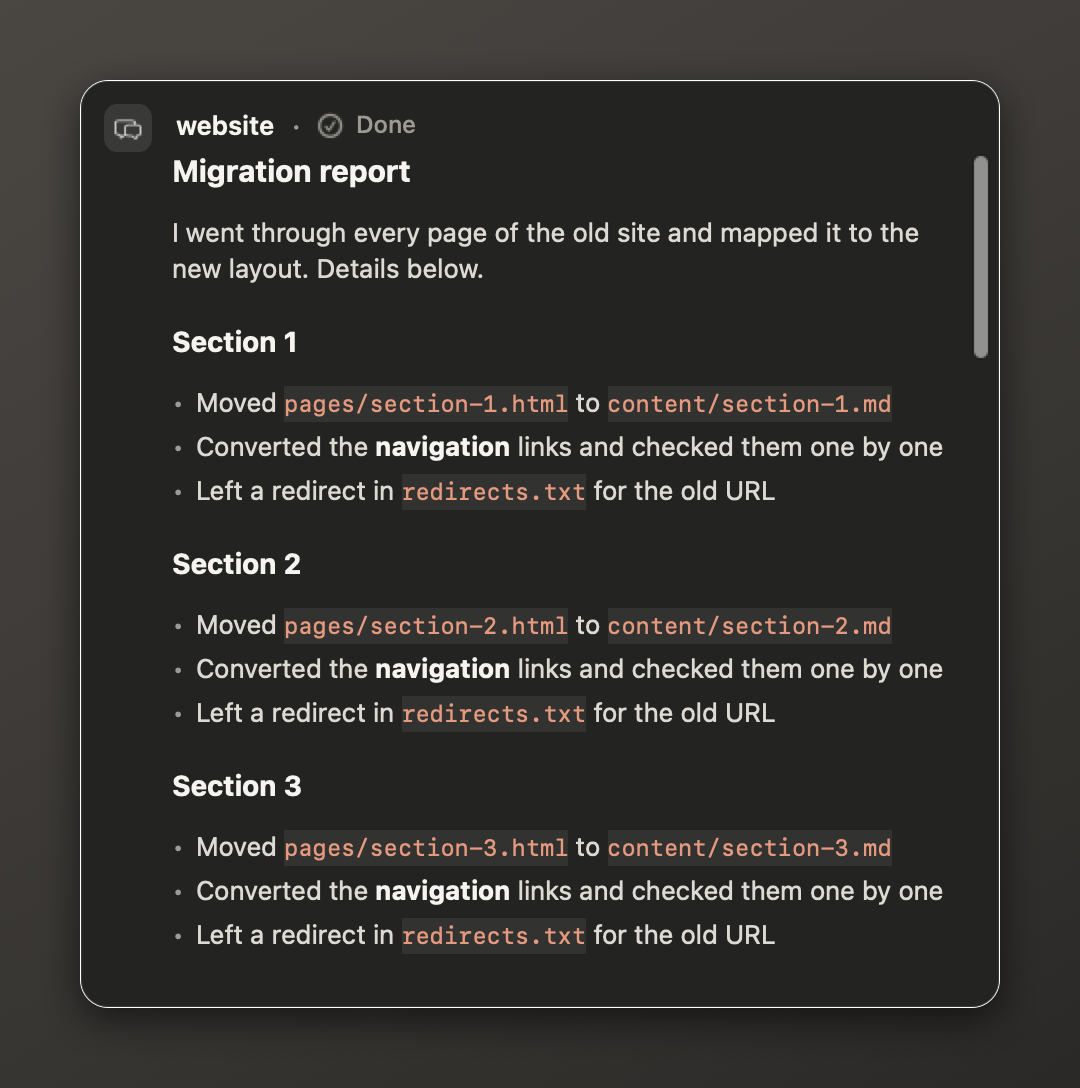 website · Done
Migration report
I went through every page of the old site and mapped it to the
new layout. Details below.
Section 1
• Moved pages/section-1.html to content/section-1.md
• Converted the navigation links and checked them one by one
• Left a redirect in redirects.txt for the old URL
Section 2
• Moved pages/section-2.html to content/section-2.md
• Converted the navigation links and checked them one by one
• Left a redirect in redirects.txt for the old URL
Section 3
• Moved pages/section-3.html to content/section-3.md
• Converted the navigation links and checked them one by one
• Left a redirect in redirects.txt for the old URL